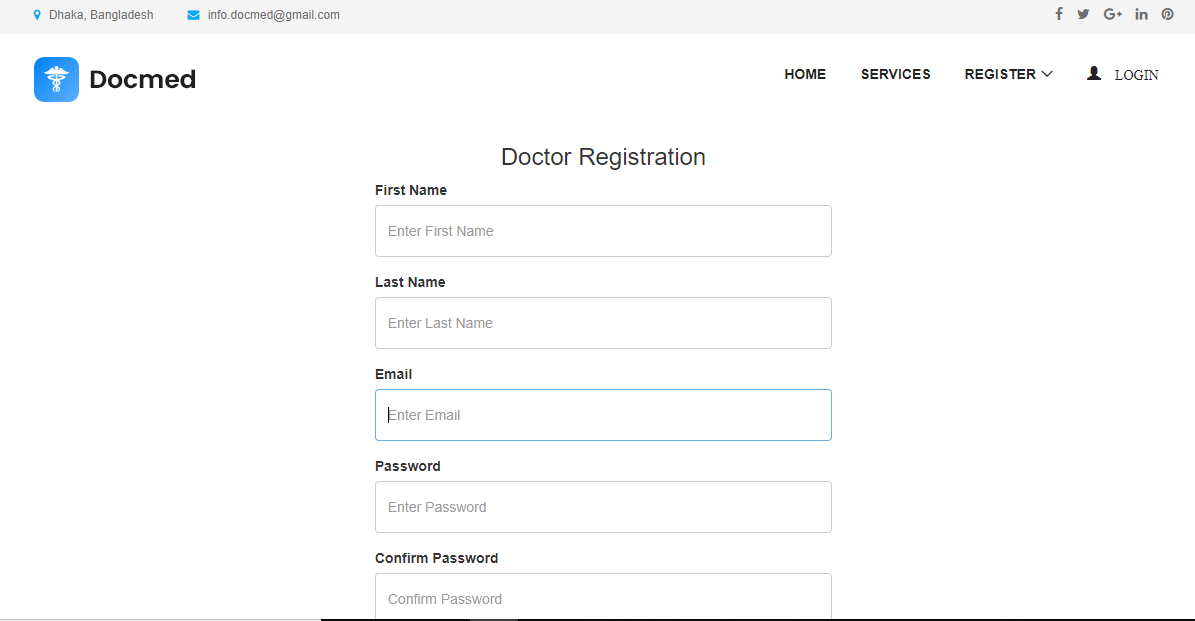 Dhaka, Bangladesh info.docmed@gmail.com
Docmed HOME SERVICES REGISTER LOGIN
Doctor Registration
First Name
Enter First Name
Last Name
Enter Last Name
Email
Enter Email
Password
Enter Password
Confirm Password
Confirm Password